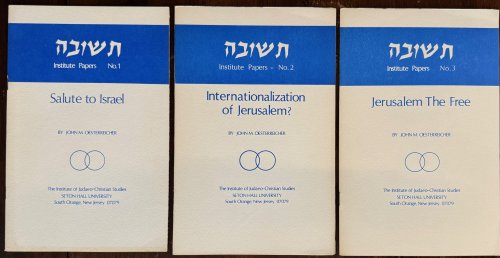 תשובה
Institute Papers No.1
Salute to Israel
BY JOHN M. OESTERREICHER
The Institute of Judaeo-Christian Studies
SETON HALL UNIVERSITY
South Orange, New Jersey 07079
תשובה
Institute Papers - No.2
Internationalization
of Jerusalem?
BY JOHN M. OESTERREICHER
The Institute of Judaeo-Christian Studies
SETON HALL UNIVERSITY
South Orange, New Jersey 07079
תשובה
Institute Papers No.3
Jerusalem The Free
BY JOHN M. OESTERREICHER
The Institute of Judaeo-Christian Studies
SETON HALL UNIVERSITY
South Orange, New Jersey 07079